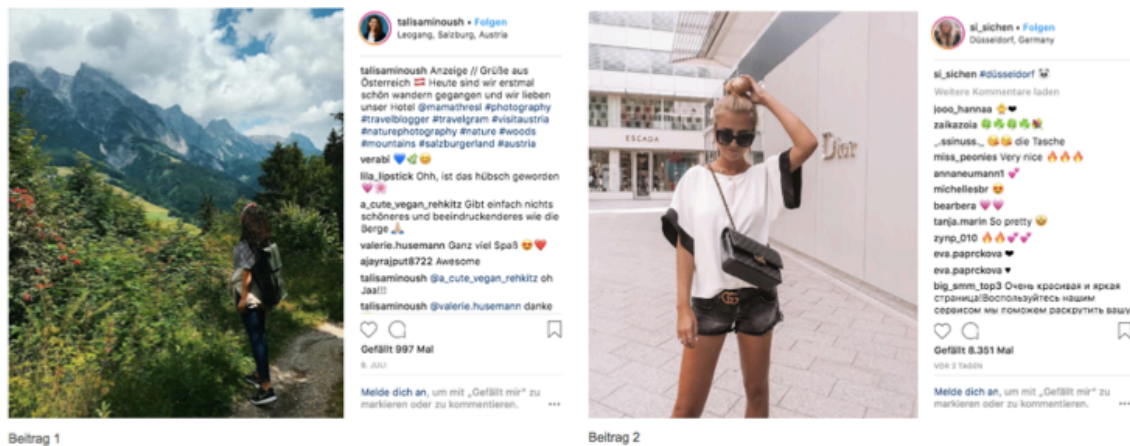 talisaminoush • Folgen
Leogang, Salzburg, Austria
talisaminoush Anzeige // Grüße aus
Österreich 🇦🇹 Heute sind wir erstmal
schön wandern gegangen und wir lieben
unser Hotel @mamathresl #photography
#travelblogger #travelgram #visitaustria
#naturephotography #nature #woods
#mountains #salzburgerland #austria
verabi 💙🌿😊
lila_lipstick Ohh, ist das hübsch geworden
💗🌸
a_cute_vegan_rehkitz Gibt einfach nichts
schöneres und beeindruckenderes wie die
Berge 🙏🏼
valerie.husemann Ganz viel Spaß 😍❤️
ajayrajput8722 Awesome
talisaminoush @a_cute_vegan_rehkitz oh
Jaa!!!
talisaminoush @valerie.husemann danke
Gefällt 997 Mal
Melde dich an, um mit „Gefällt mir“ zu
markieren oder zu kommentieren.
Beitrag 1
ESCADA
Dior
si_sichen • Folgen
Düsseldorf, Germany
si_sichen #düsseldorf 🐼
Weitere Kommentare laden
jooo_hannaa 👶❤
zaikazoia 🍀☘🍀☘🌺
_.ssinuss._ 😘😘 die Tasche
miss_peonies Very nice 🔥🔥🔥
annaneumann1 💕
michellesbr 😍
bearbera 💗💗
tanja.marin So pretty 😍
zynp_010 🔥🔥💕💕
eva.paprckova ❤
eva.paprckova ♥
big_smm_top3 Очень красивая и яркая
страница!Воспользуйтесь нашим
сервисом мы поможем раскрутить вашу
Gefällt 8.351 Mal
VOR 2 TAGEN
Melde dich an, um mit „Gefällt mir“ zu
markieren oder zu kommentieren.
Beitrag 2